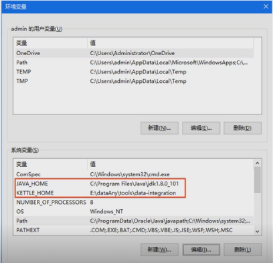 环境变量
admin 的用户变量(U)
变量 值
OneDrive C:\Users\Administrator\OneDrive
Path C:\Users\admin\AppData\Local\Microsoft\WindowsApps;C:\...
TEMP C:\Users\admin\AppData\Local\Temp
TMP C:\Users\admin\AppData\Local\Temp
新建(N)... 编辑(E)... 删除(D)
系统变量(S)
变量 值
ComSpec C:\Windows\system32\cmd.exe
JAVA_HOME C:\Program Files\Java\jdk1.8.0_101
KETTLE_HOME E:\dataAny\tools\data-integration
NUMBER_OF_PROCESSORS 8
OS Windows_NT
Path C:\ProgramData\Oracle\Java\javapath;C:\Windows\system32;...
PATHEXT .COM;.EXE;.BAT;.CMD;.VBS;.VBE;.JS;.JSE;.WSF;.WSH;.MSC
新建(W)... 编辑(I)... 删除(L)